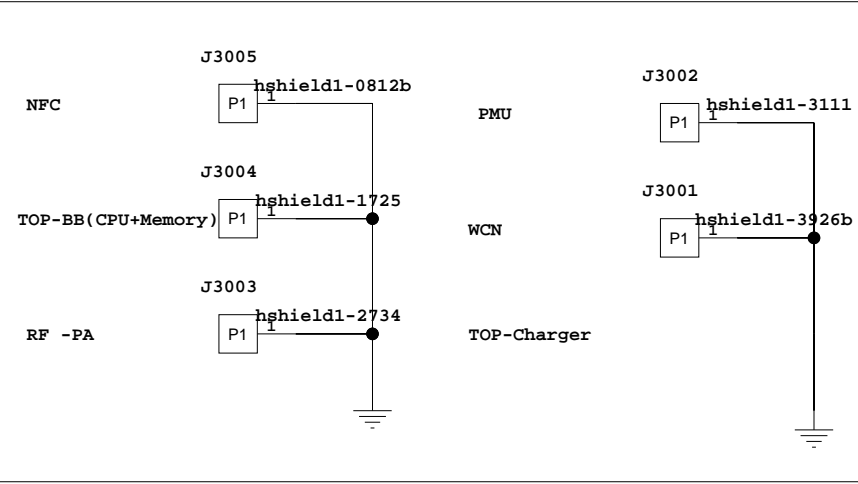 J3005
hshield1-0812b
NFC
P1
1
J3004
hshield1-1725
TOP-BB(CPU+Memory)
P1
1
J3003
hshield1-2734
RF -PA
P1
1
J3002
hshield1-3111
PMU
P1
1
J3001
hshield1-3926b
WCN
P1
1
TOP-Charger